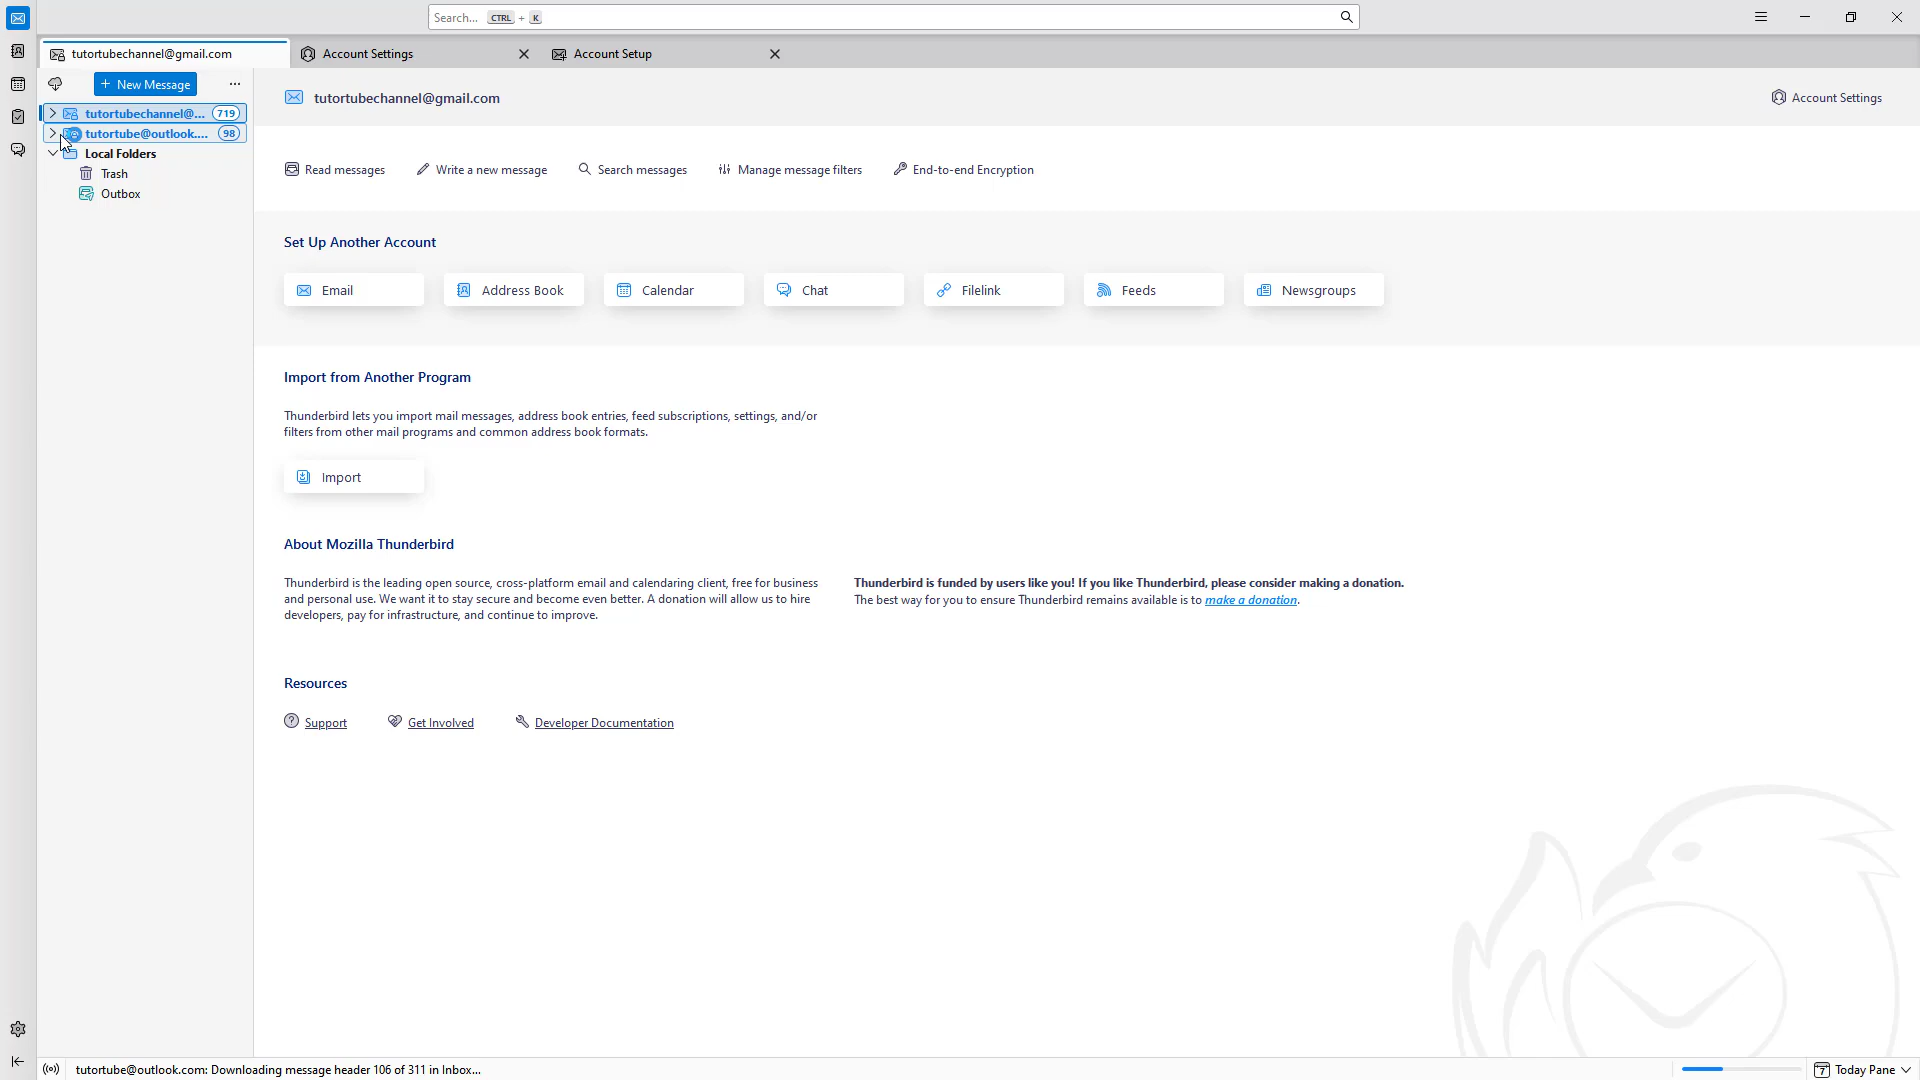 Search... CTRL + K
tutortubechannel@gmail.com
Account Settings
Account Setup
+ New Message
tutortubechannel@... 719
tutortube@outlook.... 98
Local Folders
Trash
Outbox
tutortubechannel@gmail.com
Account Settings
Read messages
Write a new message
Search messages
Manage message filters
End-to-end Encryption
Set Up Another Account
Email
Address Book
Calendar
Chat
Filelink
Feeds
Newsgroups
Import from Another Program
Thunderbird lets you import mail messages, address book entries, feed subscriptions, settings, and/or
filters from other mail programs and common address book formats.
Import
About Mozilla Thunderbird
Thunderbird is the leading open source, cross-platform email and calendaring client, free for business
and personal use. We want it to stay secure and become even better. A donation will allow us to hire
developers, pay for infrastructure, and continue to improve.
Thunderbird is funded by users like you! If you like Thunderbird, please consider making a donation.
The best way for you to ensure Thunderbird remains available is to make a donation.
Resources
Support
Get Involved
Developer Documentation
tutortube@outlook.com: Downloading message header 106 of 311 in Inbox...
7 Today Pane